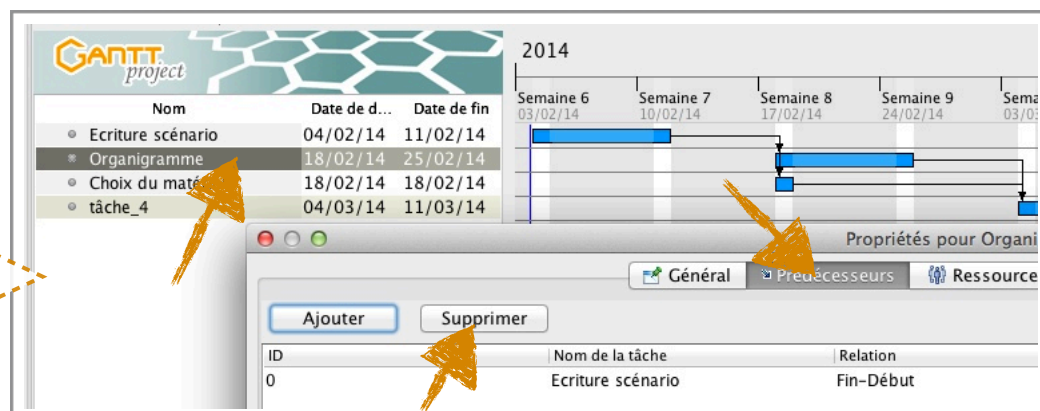 GANTT
project
2014
Nom Date de d... Date de fin
Semaine 6 Semaine 7 Semaine 8 Semaine 9 Sema
03/02/14 10/02/14 17/02/14 24/02/14 03/03
Ecriture scénario 04/02/14 11/02/14
Organigramme 18/02/14 25/02/14
Choix du maté 18/02/14 18/02/14
tâche_4 04/03/14 11/03/14
Propriétés pour Organi
Général Prédécesseurs Ressource
Ajouter Supprimer
ID Nom de la tâche Relation
0 Ecriture scénario Fin-Début